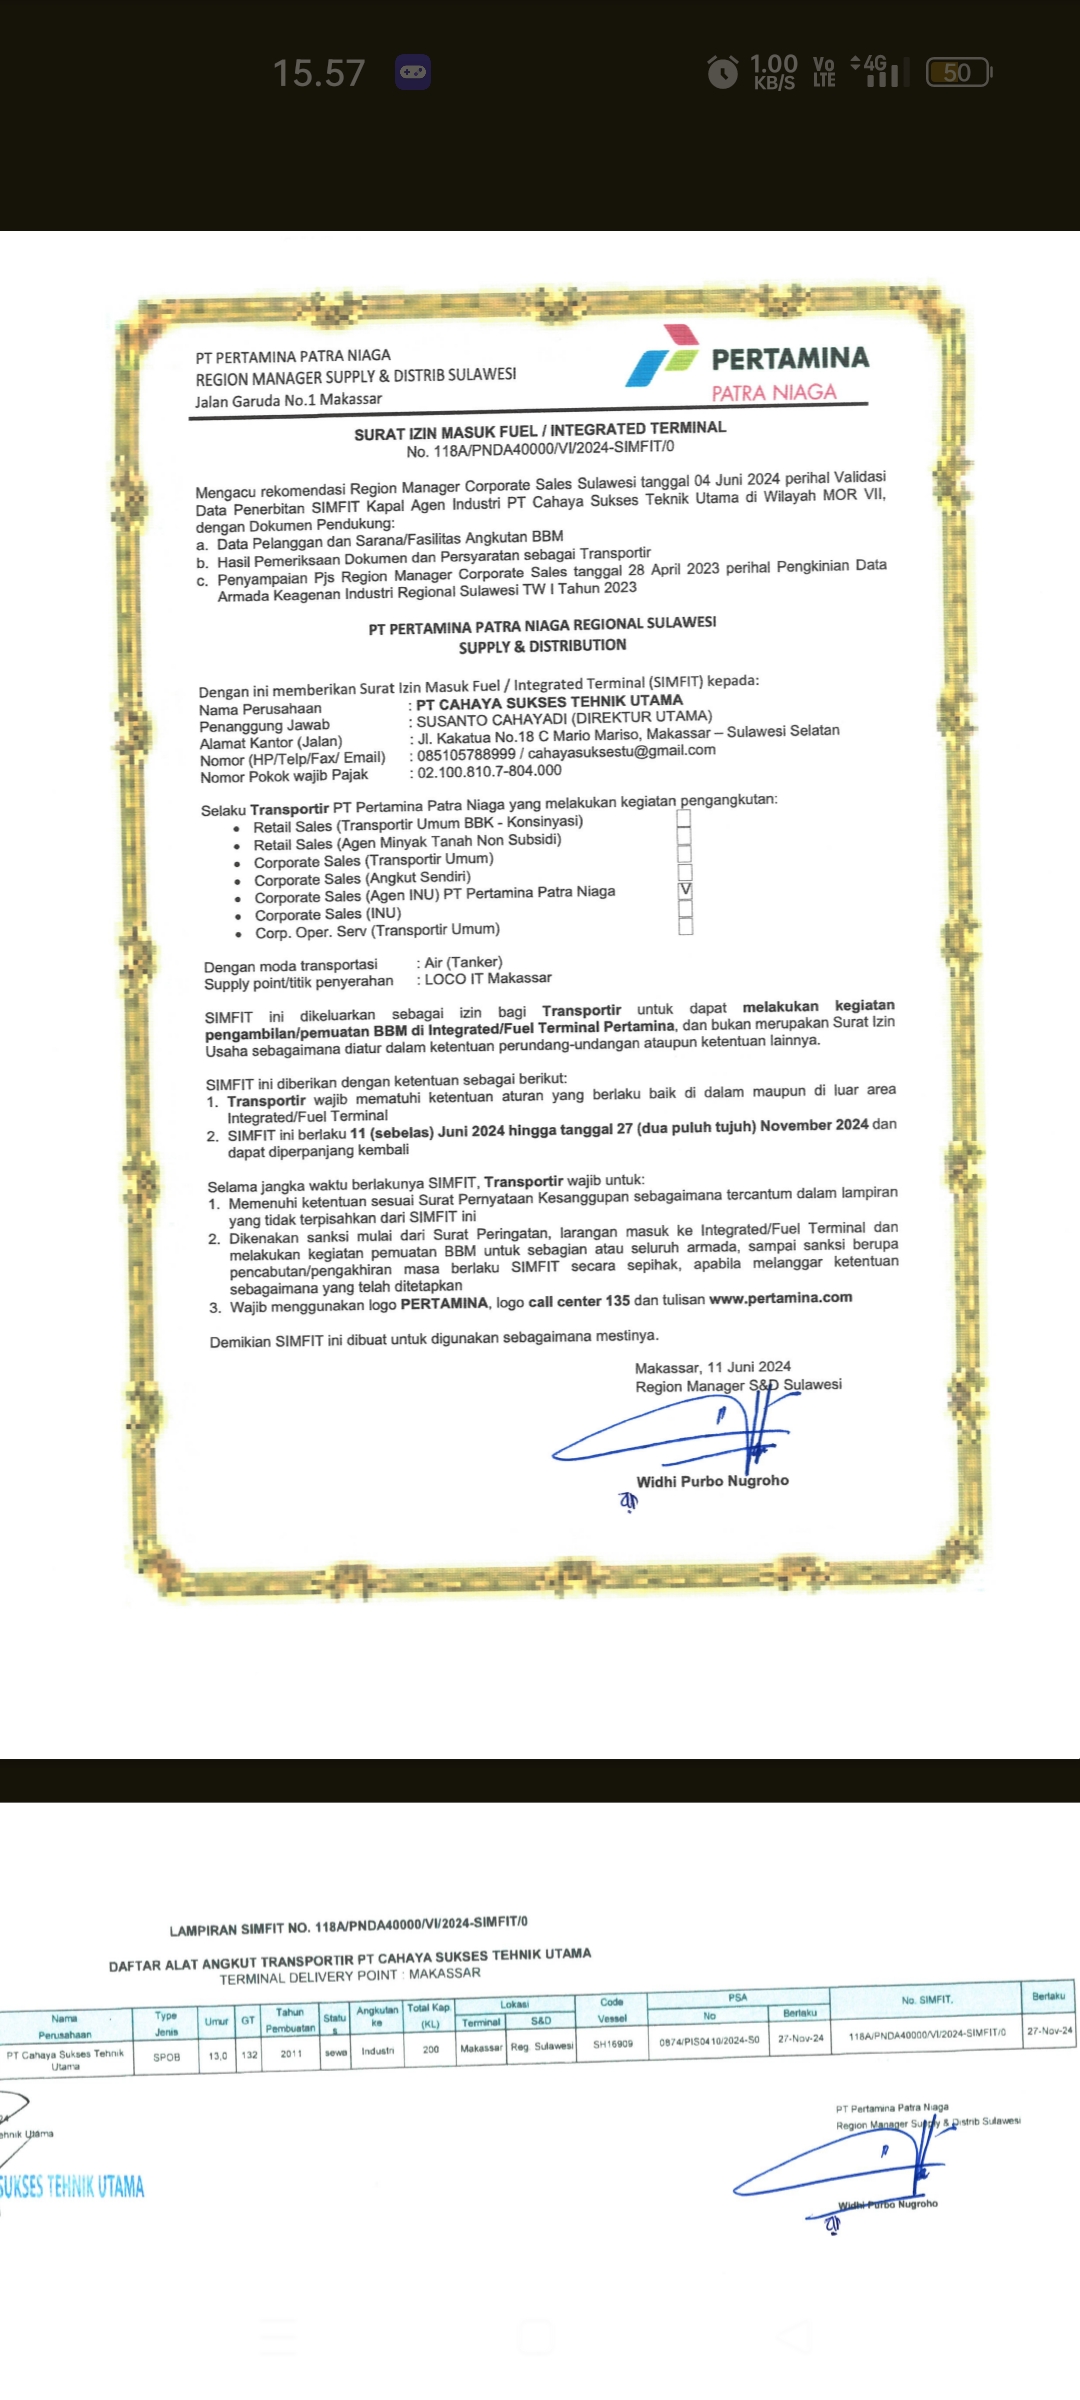 15.57
1.00 KB/S
Vo LTE
4G
50
PT PERTAMINA PATRA NIAGA
REGION MANAGER SUPPLY & DISTRIB SULAWESI
Jalan Garuda No.1 Makassar
PERTAMINA
PATRA NIAGA
SURAT IZIN MASUK FUEL / INTEGRATED TERMINAL
No. 118A/PNDA40000/VI/2024-SIMFIT/0
Mengacu rekomendasi Region Manager Corporate Sales Sulawesi tanggal 04 Juni 2024 perihal Validasi
Data Penerbitan SIMFIT Kapal Agen Industri PT Cahaya Sukses Teknik Utama di Wilayah MOR VII,
dengan Dokumen Pendukung:
a. Data Pelanggan dan Sarana/Fasilitas Angkutan BBM
b. Hasil Pemeriksaan Dokumen dan Persyaratan sebagai Transportir
c. Penyampaian Pjs Region Manager Corporate Sales tanggal 28 April 2023 perihal Pengkinian Data
Armada Keagenan Industri Regional Sulawesi TW I Tahun 2023
PT PERTAMINA PATRA NIAGA REGIONAL SULAWESI
SUPPLY & DISTRIBUTION
Dengan ini memberikan Surat Izin Masuk Fuel / Integrated Terminal (SIMFIT) kepada:
Nama Perusahaan : PT CAHAYA SUKSES TEHNIK UTAMA
Penanggung Jawab : SUSANTO CAHAYADI (DIREKTUR UTAMA)
Alamat Kantor (Jalan) : Jl. Kakatua No.18 C Mario Mariso, Makassar – Sulawesi Selatan
Nomor (HP/Telp/Fax/ Email) : 085105788999 / cahayasuksestu@gmail.com
Nomor Pokok wajib Pajak : 02.100.810.7-804.000
Selaku Transportir PT Pertamina Patra Niaga yang melakukan kegiatan pengangkutan:
• Retail Sales (Transportir Umum BBK - Konsinyasi)
• Retail Sales (Agen Minyak Tanah Non Subsidi)
• Corporate Sales (Transportir Umum)
• Corporate Sales (Angkut Sendiri)
• Corporate Sales (Agen INU) PT Pertamina Patra Niaga V
• Corporate Sales (INU)
• Corp. Oper. Serv (Transportir Umum)
Dengan moda transportasi : Air (Tanker)
Supply point/titik penyerahan : LOCO IT Makassar
SIMFIT ini dikeluarkan sebagai izin bagi Transportir untuk dapat melakukan kegiatan
pengambilan/pemuatan BBM di Integrated/Fuel Terminal Pertamina, dan bukan merupakan Surat Izin
Usaha sebagaimana diatur dalam ketentuan perundang-undangan ataupun ketentuan lainnya.
SIMFIT ini diberikan dengan ketentuan sebagai berikut:
1. Transportir wajib mematuhi ketentuan aturan yang berlaku baik di dalam maupun di luar area
Integrated/Fuel Terminal
2. SIMFIT ini berlaku 11 (sebelas) Juni 2024 hingga tanggal 27 (dua puluh tujuh) November 2024 dan
dapat diperpanjang kembali
Selama jangka waktu berlakunya SIMFIT, Transportir wajib untuk:
1. Memenuhi ketentuan sesuai Surat Pernyataan Kesanggupan sebagaimana tercantum dalam lampiran
yang tidak terpisahkan dari SIMFIT ini
2. Dikenakan sanksi mulai dari Surat Peringatan, larangan masuk ke Integrated/Fuel Terminal dan
melakukan kegiatan pemuatan BBM untuk sebagian atau seluruh armada, sampai sanksi berupa
pencabutan/pengakhiran masa berlaku SIMFIT secara sepihak, apabila melanggar ketentuan
sebagaimana yang telah ditetapkan
3. Wajib menggunakan logo PERTAMINA, logo call center 135 dan tulisan www.pertamina.com
Demikian SIMFIT ini dibuat untuk digunakan sebagaimana mestinya.
Makassar, 11 Juni 2024
Region Manager S&D Sulawesi
Widhi Purbo Nugroho
LAMPIRAN SIMFIT NO. 118A/PNDA40000/VI/2024-SIMFIT/0
DAFTAR ALAT ANGKUT TRANSPORTIR PT CAHAYA SUKSES TEHNIK UTAMA
TERMINAL DELIVERY POINT : MAKASSAR
Nama Perusahaan Type Jenis Umur GT Tahun Pembuatan Status Angkutan ke Total Kap. (KL) Lokasi Terminal S&D Code Vessel PSA No Berlaku No. SIMFIT. Berlaku
PT Cahaya Sukses Tehnik Utama SPOB 13.0 132 2011 sewa Industri 200 Makassar Reg. Sulawesi SH16909 0874/PIS0410/2024-S0 27-Nov-24 118A/PNDA40000/VI/2024-SIMFIT/0 27-Nov-24
24
ehnik Utama
SUKSES TEHNIK UTAMA
PT Pertamina Patra Niaga
Region Manager Supply & Distrib Sulawesi
Widhi Purbo Nugroho